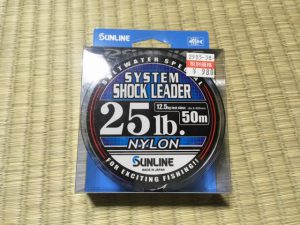 SUNLINE
SALTWATER SPECIAL
SYSTEM
SHOCK LEADER
25lb.
50m
NYLON
SUNLINE
MADE IN JAPAN
FOR EXCITING FISHING!!